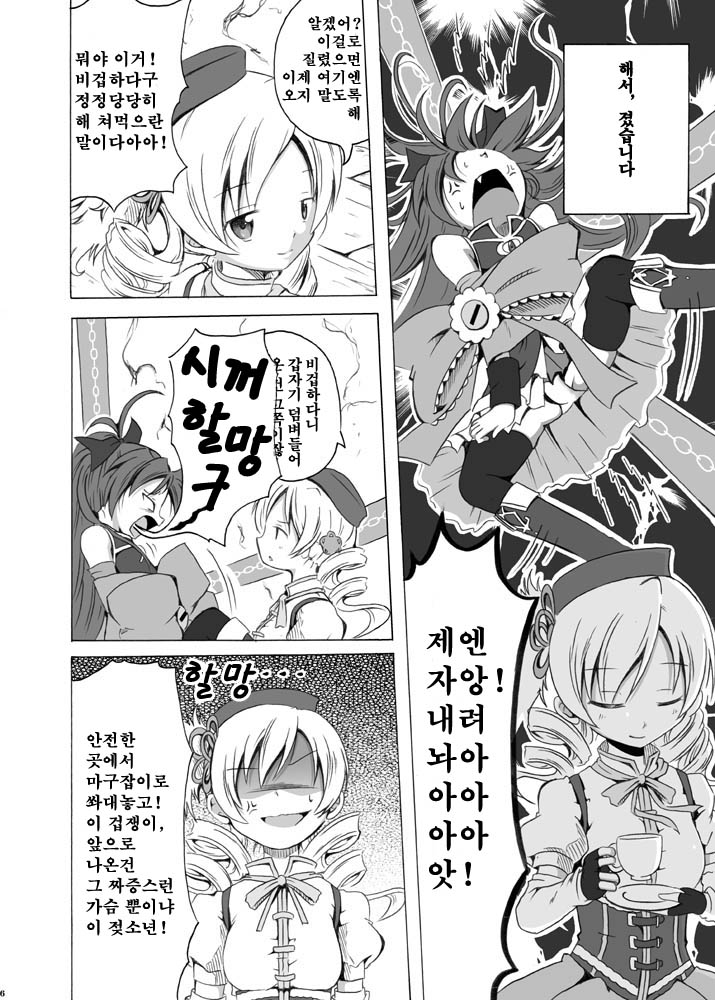 해서, 졌습니다
제엔
자앙!
내려
놔아
아아
아아
앗!
알겠어?
이걸로
질렸으면
이제 여기엔
오지 말도록
해
뭐야 이거!
비겁하다구
정정당당히
해 쳐먹으란
말이다아아!
비겁하다니
갑자기 덤벼들어
그쪽이잖
시꺼
할망
구
할망···
안전한
곳에서
마구잡이로
쏴대놓고!
이 겁쟁이,
앞으로
나온건
그 짜증스런
가슴 뿐이냐
이 젖소년!
6